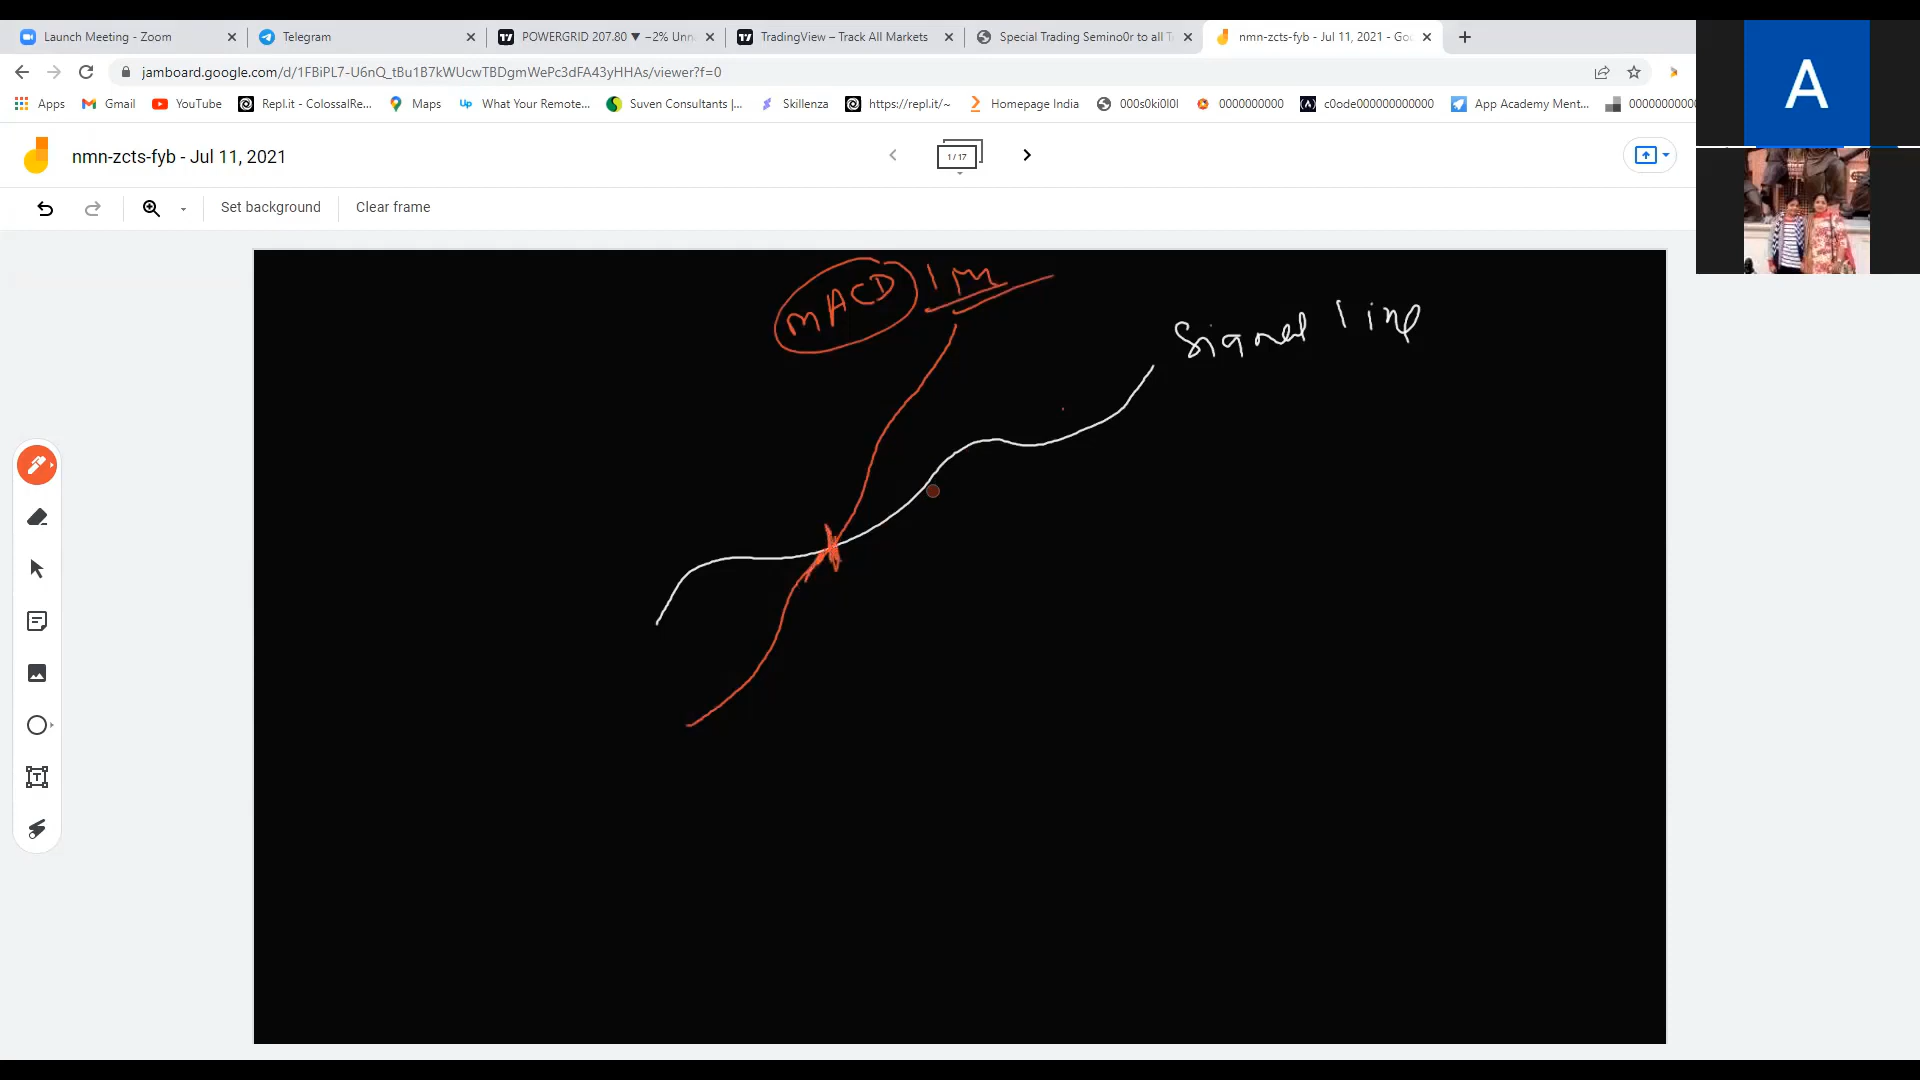 Launch Meeting - Zoom
Telegram
POWERGRID 207.80 ▼ −2% Unn
TradingView – Track All Markets
Special Trading Semino0r to all T
nmn-zcts-fyb - Jul 11, 2021 - Goo
jamboard.google.com/d/1FBiPL7-U6nQ_tBu1B7kWUcwTBDgmWePc3dFA43yHHAs/viewer?f=0
Apps
Gmail
YouTube
Repl.it - ColossalRe...
Maps
Up What Your Remote...
Suven Consultants |...
Skillenza
https://repl.it/~
Homepage India
000s0ki0l0l
0000000000
c0ode000000000000
App Academy Ment...
00000000000
A
nmn-zcts-fyb - Jul 11, 2021
1 / 17
Set background
Clear frame
MACD
Signal line